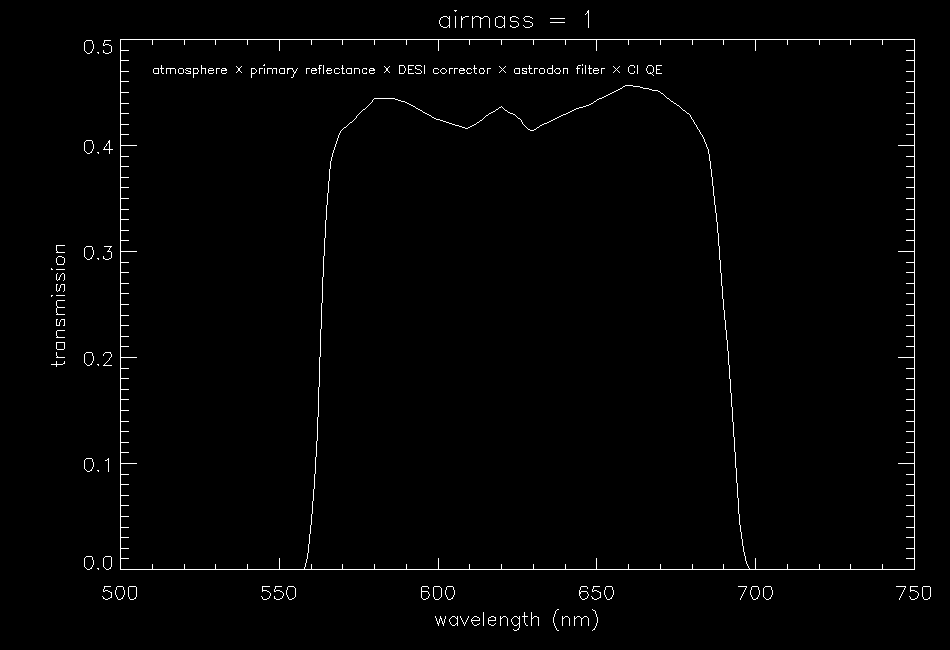 airmass = 1
0.5
atmosphere × primary reflectance × DESI corrector × astrodon filter × CI QE
0.4
0.3
transmission
0.2
0.1
0.0
500 550 600 650 700 750
wavelength (nm)